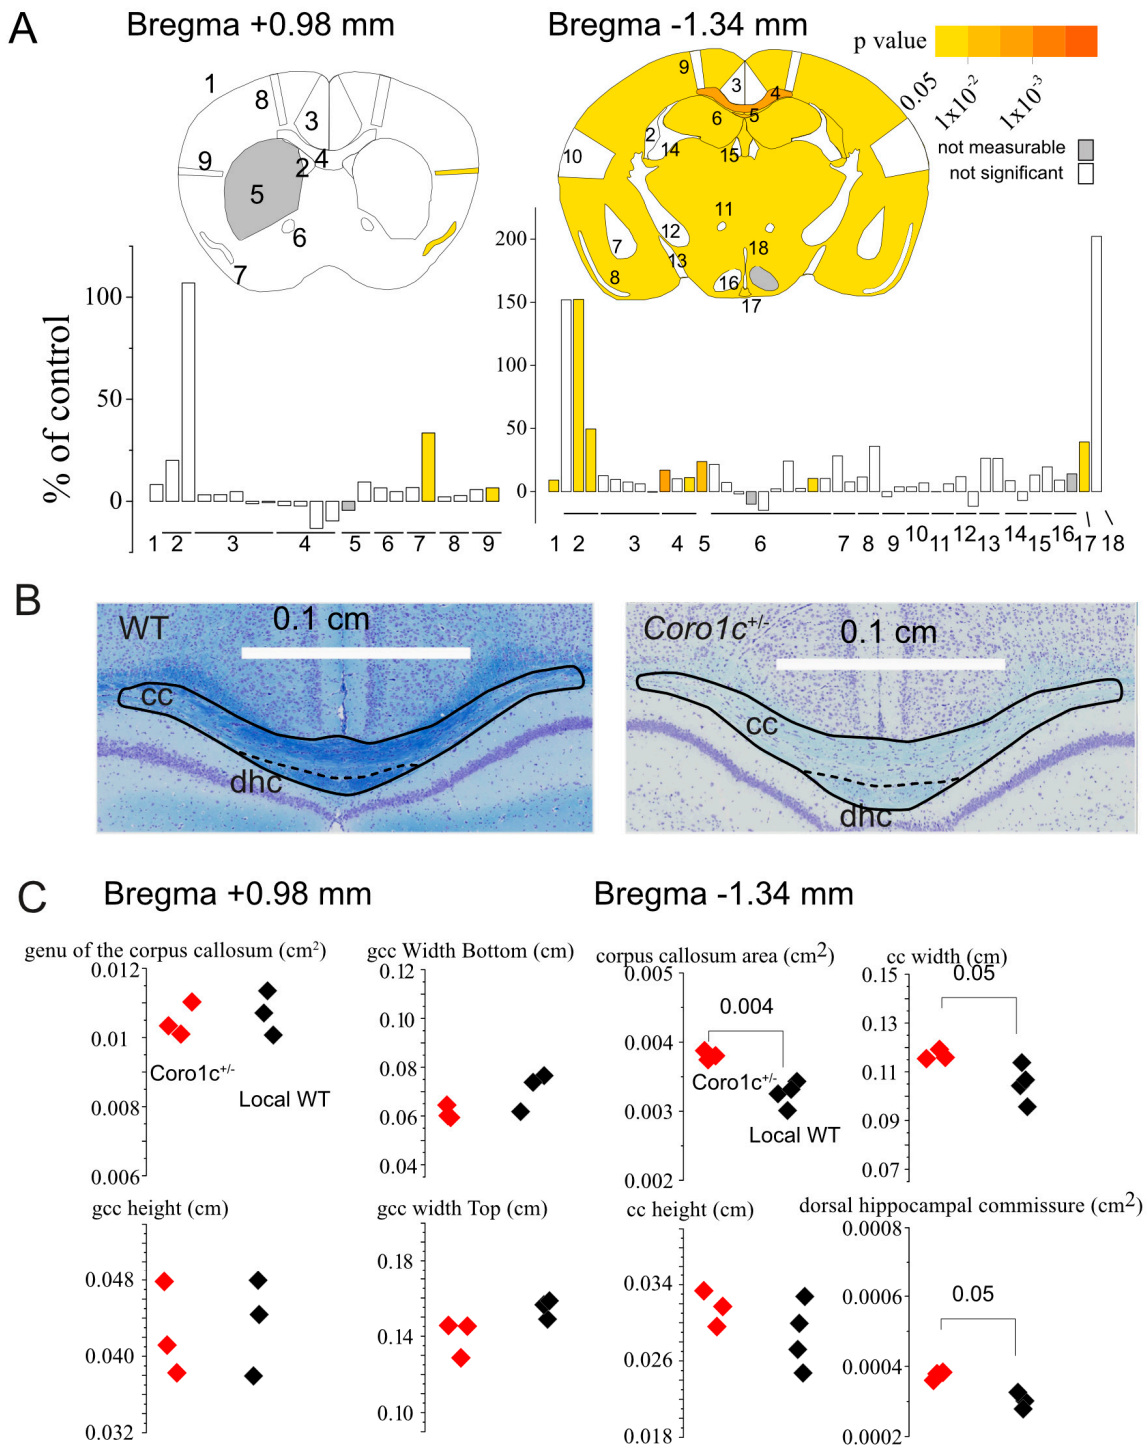 A
Bregma +0.98 mm
Bregma -1.34 mm
p value
0.05
1x10⁻²
1x10⁻³
not measurable
not significant
1
8
3
9
2
4
5
6
7
9
3
4
6
5
2
14
15
10
11
12
7
13
18
8
16
17
% of control
100
50
0
200
150
100
50
0
1 2 3 4 5 6 7 8 9
1 2 3 4 5 6 7 8 9 10 11 12 13 14 15 16 17 18
B
WT
0.1 cm
cc
dhc
Coro1c+/-
0.1 cm
cc
dhc
C
Bregma +0.98 mm
Bregma -1.34 mm
genu of the corpus callosum (cm²)
0.012
0.01
0.008
0.006
Coro1c+/-
Local WT
gcc Width Bottom (cm)
0.12
0.10
0.08
0.06
0.04
corpus callosum area (cm²)
0.005
0.004
0.003
0.002
0.004
Coro1c+/-
Local WT
cc width (cm)
0.15
0.13
0.11
0.09
0.07
0.05
gcc height (cm)
0.048
0.040
0.032
gcc width Top (cm)
0.18
0.14
0.10
cc height (cm)
0.034
0.026
0.018
dorsal hippocampal commissure (cm²)
0.0008
0.0006
0.0004
0.0002
0.05